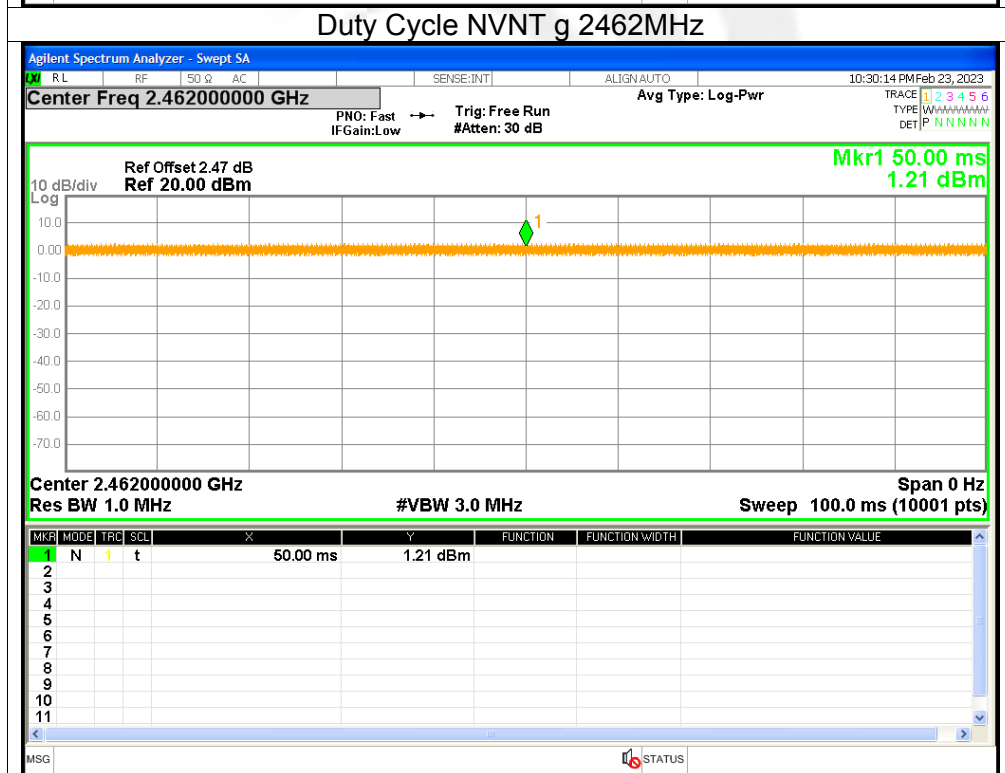 Duty Cycle NVNT g 2462MHz
Agilent Spectrum Analyzer - Swept SA
LXI RL RF 50 Ω AC SENSE:INT ALIGN AUTO 10:30:14 PM Feb 23, 2023
Center Freq 2.462000000 GHz Avg Type: Log-Pwr TRACE 1 2 3 4 5 6
PNO: Fast Trig: Free Run TYPE WWWWWW
IFGain:Low #Atten: 30 dB DET P N N N N N
Mkr1 50.00 ms
Ref Offset 2.47 dB
10 dB/div Ref 20.00 dBm 1.21 dBm
Log
10.0
1
0.00
-10.0
-20.0
-30.0
-40.0
-50.0
-60.0
-70.0
Center 2.462000000 GHz Span 0 Hz
Res BW 1.0 MHz #VBW 3.0 MHz Sweep 100.0 ms (10001 pts)
MKR MODE TRC SCL X Y FUNCTION FUNCTION WIDTH FUNCTION VALUE
1 N 1 t 50.00 ms 1.21 dBm
2
3
4
5
6
7
8
9
10
11
MSG STATUS